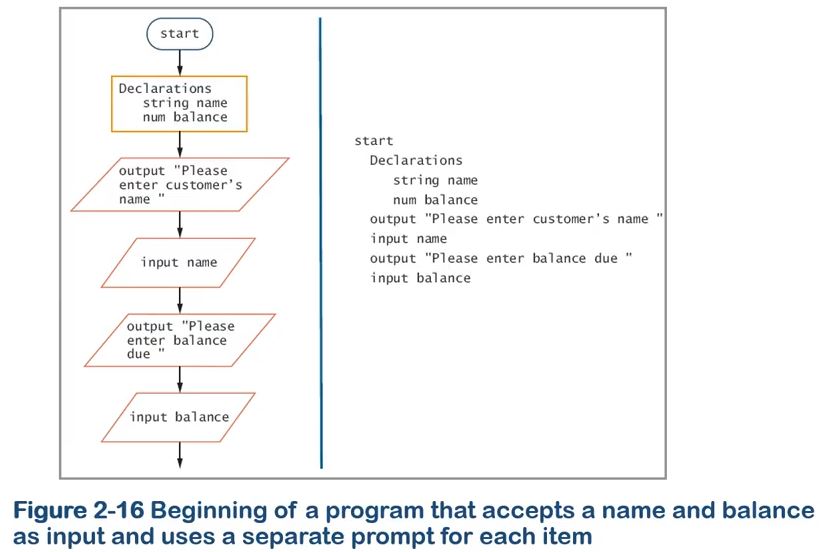 start
Declarations
string name
num balance
output "Please
enter customer's
name "
input name
output "Please
enter balance
due "
input balance
start
Declarations
string name
num balance
output "Please enter customer's name "
input name
output "Please enter balance due "
input balance
Figure 2-16 Beginning of a program that accepts a name and balance
as input and uses a separate prompt for each item